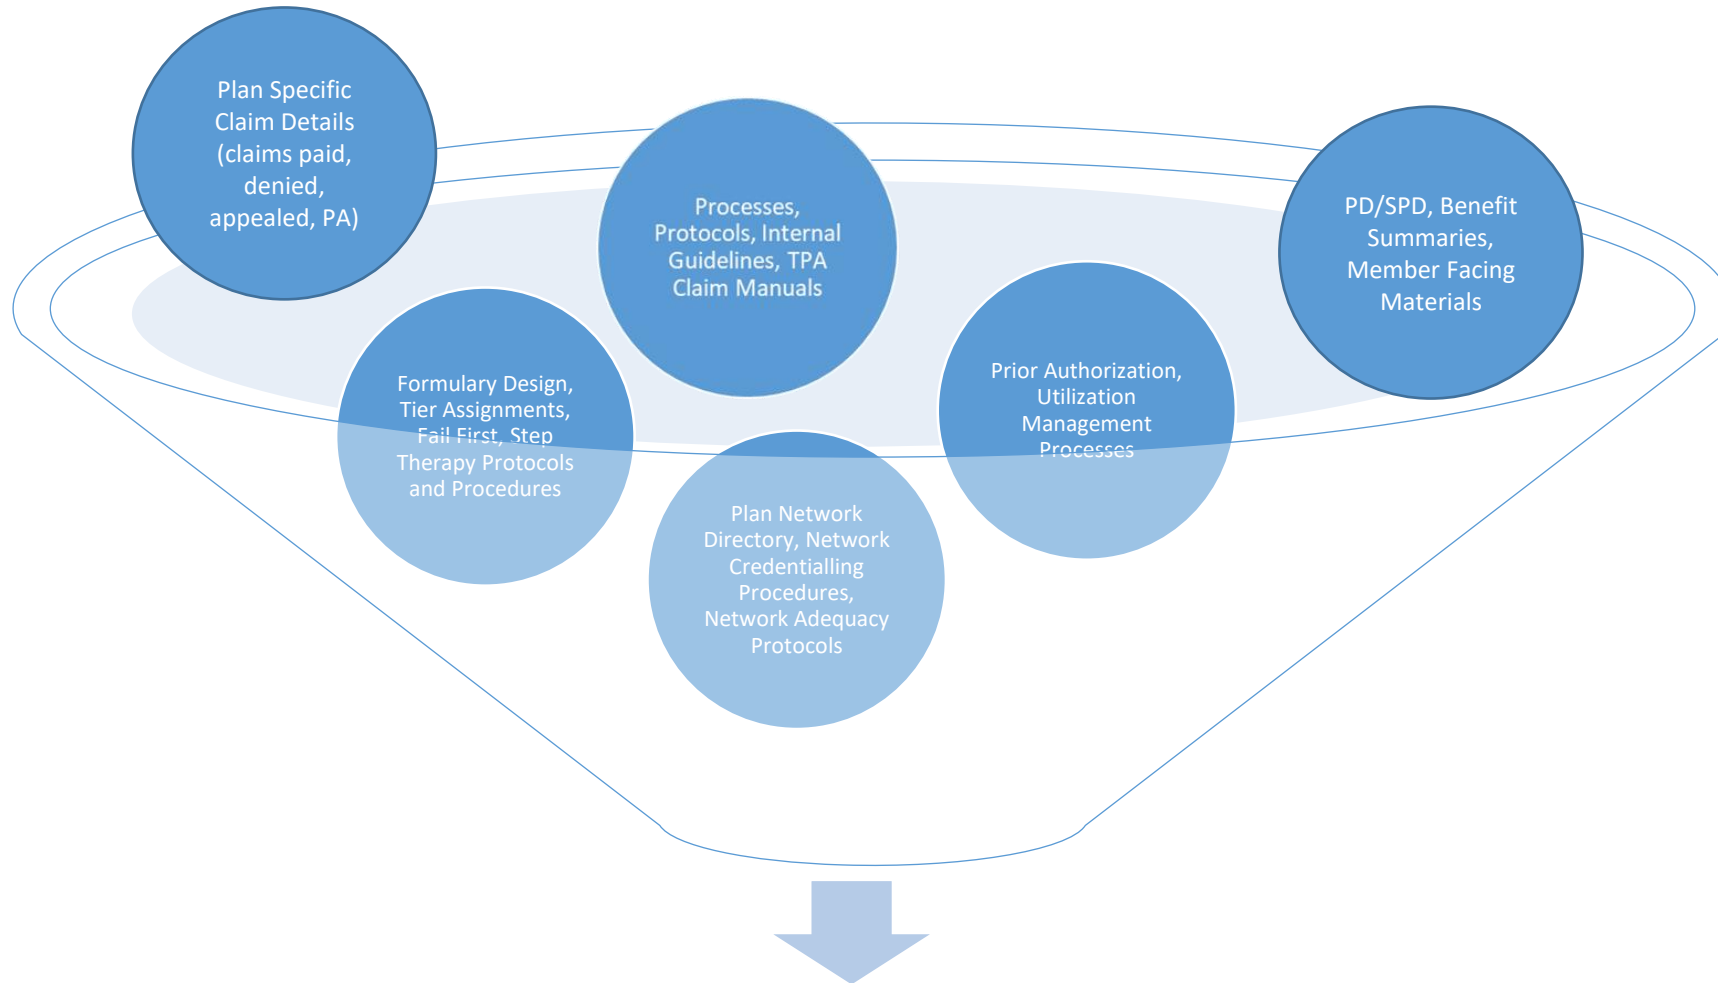 Plan Specific
Claim Details
(claims paid,
denied,
appealed, PA)
Processes,
Protocols, Internal
Guidelines, TPA
Claim Manuals
PD/SPD, Benefit
Summaries,
Member Facing
Materials
Formulary Design,
Tier Assignments,
Fail First, Step
Therapy Protocols
and Procedures
Prior Authorization,
Utilization
Management
Processes
Plan Network
Directory, Network
Credentialling
Procedures,
Network Adequacy
Protocols